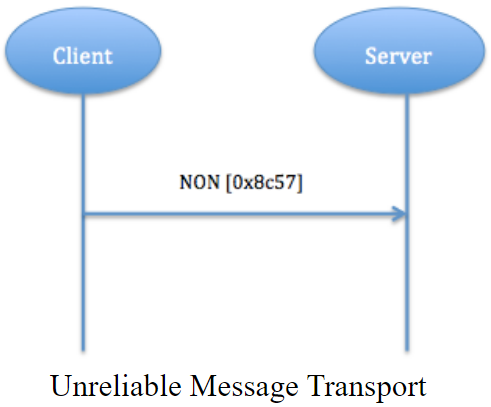 Client
Server
NON [0x8c57]
Unreliable Message Transport